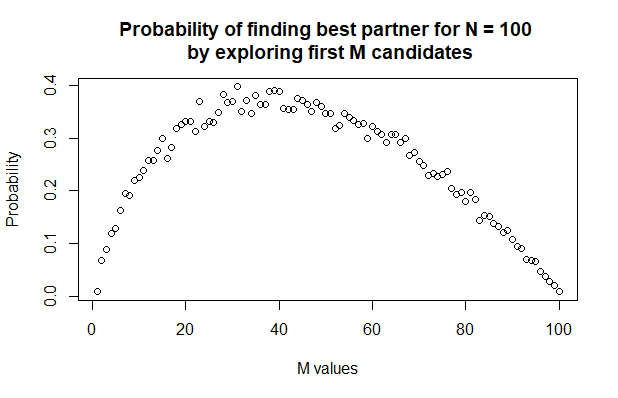 Probability of finding best partner for N = 100
by exploring first M candidates
Probability
0.4
0.3
0.2
0.1
0.0
0 20 40 60 80 100
M values